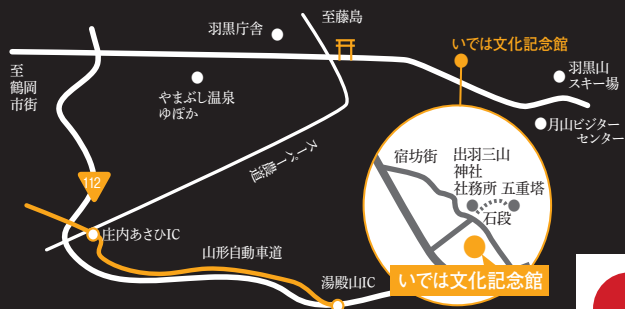 至藤島
羽黒庁舎
いでは文化記念館
至
鶴岡
市街
やまぶし温泉
ゆぽか
羽黒山
スキー場
月山ビジター
センター
スーパー農道
宿坊街
出羽三山
神社
社務所
五重塔
石段
112
庄内あさひIC
山形自動車道
湯殿山IC
いでは文化記念館